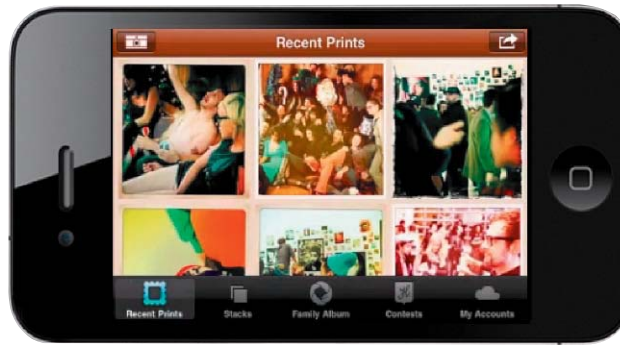 Recent Prints
Recent Prints
Stacks
Family Album
Contests
My Accounts